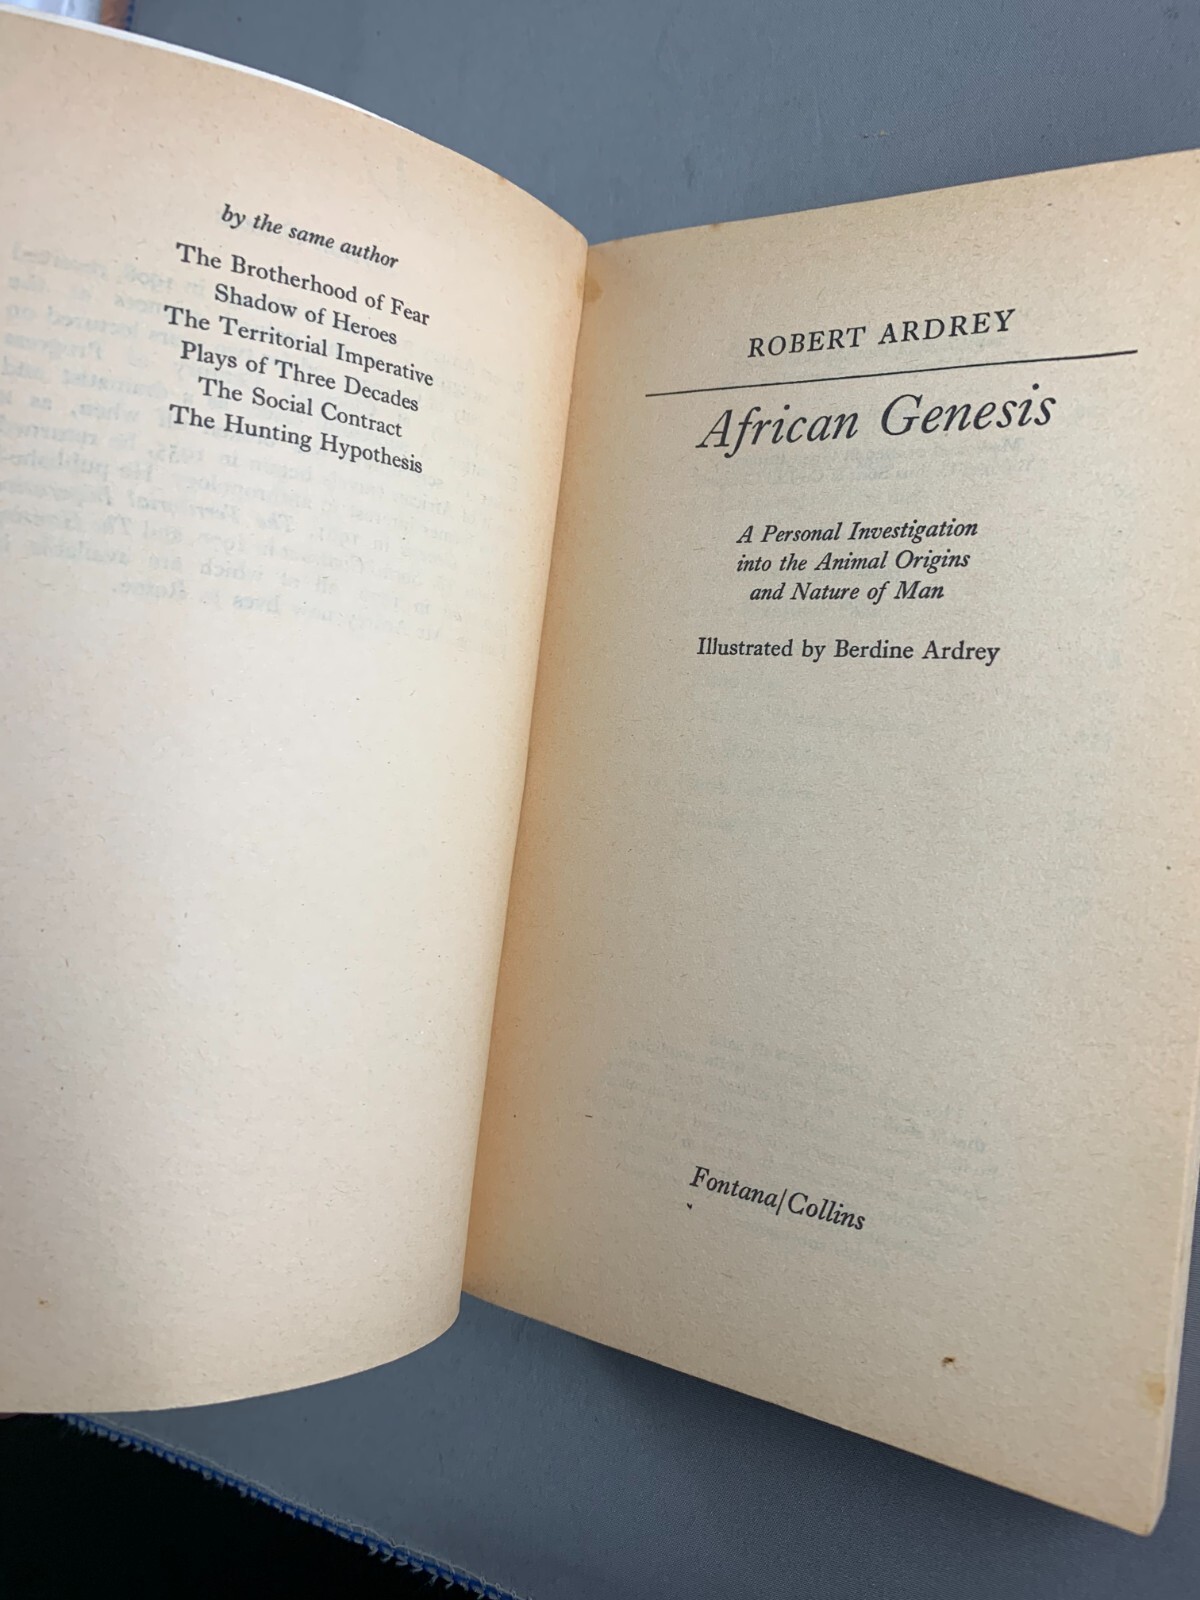 by the same author
The Brotherhood of Fear
Shadow of Heroes
The Territorial Imperative
Plays of Three Decades
The Social Contract
The Hunting Hypothesis
ROBERT ARDREY
African Genesis
A Personal Investigation
into the Animal Origins
and Nature of Man
Illustrated by Berdine Ardrey
Fontana/Collins